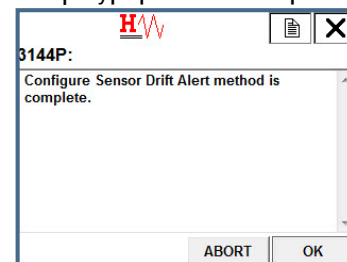 H
3144P:
Configure Sensor Drift Alert method is
complete.
ABORT OK